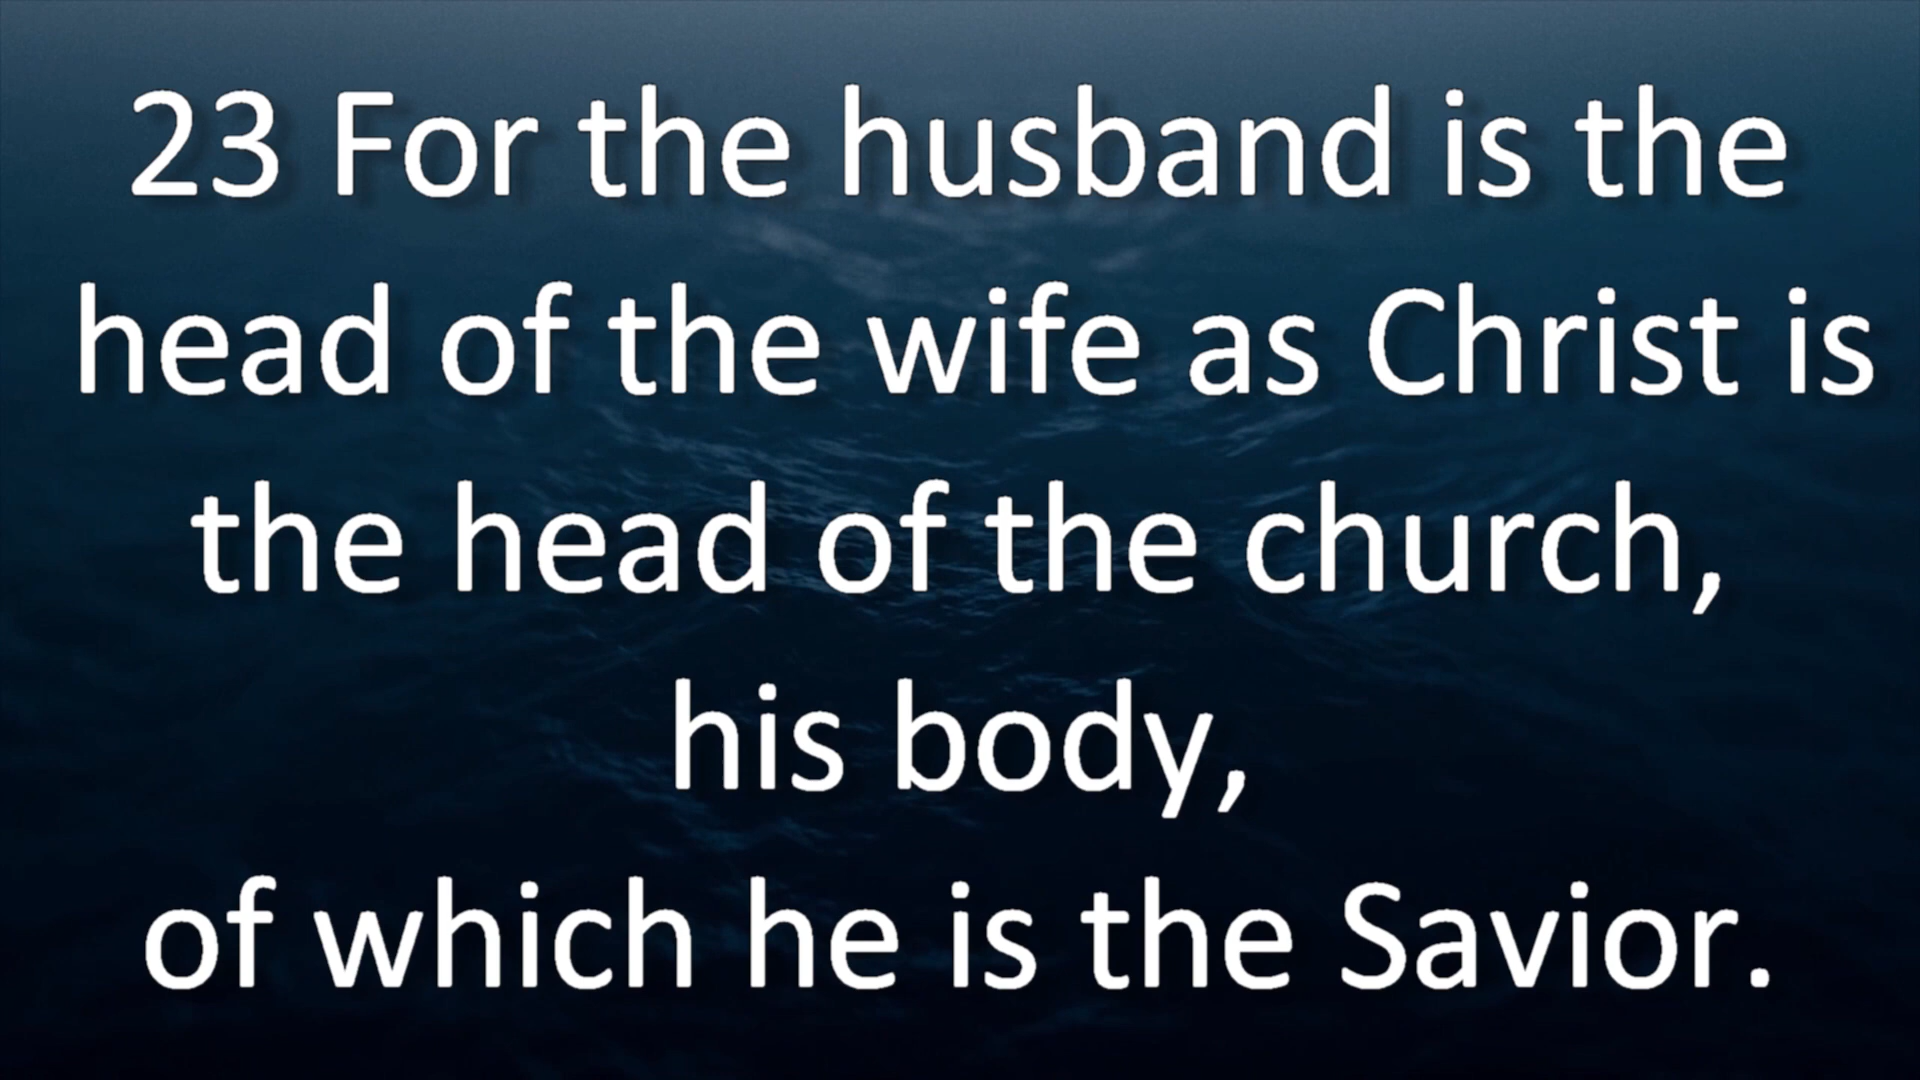 23 For the husband is the
head of the wife as Christ is
the head of the church,
his body,
of which he is the Savior.